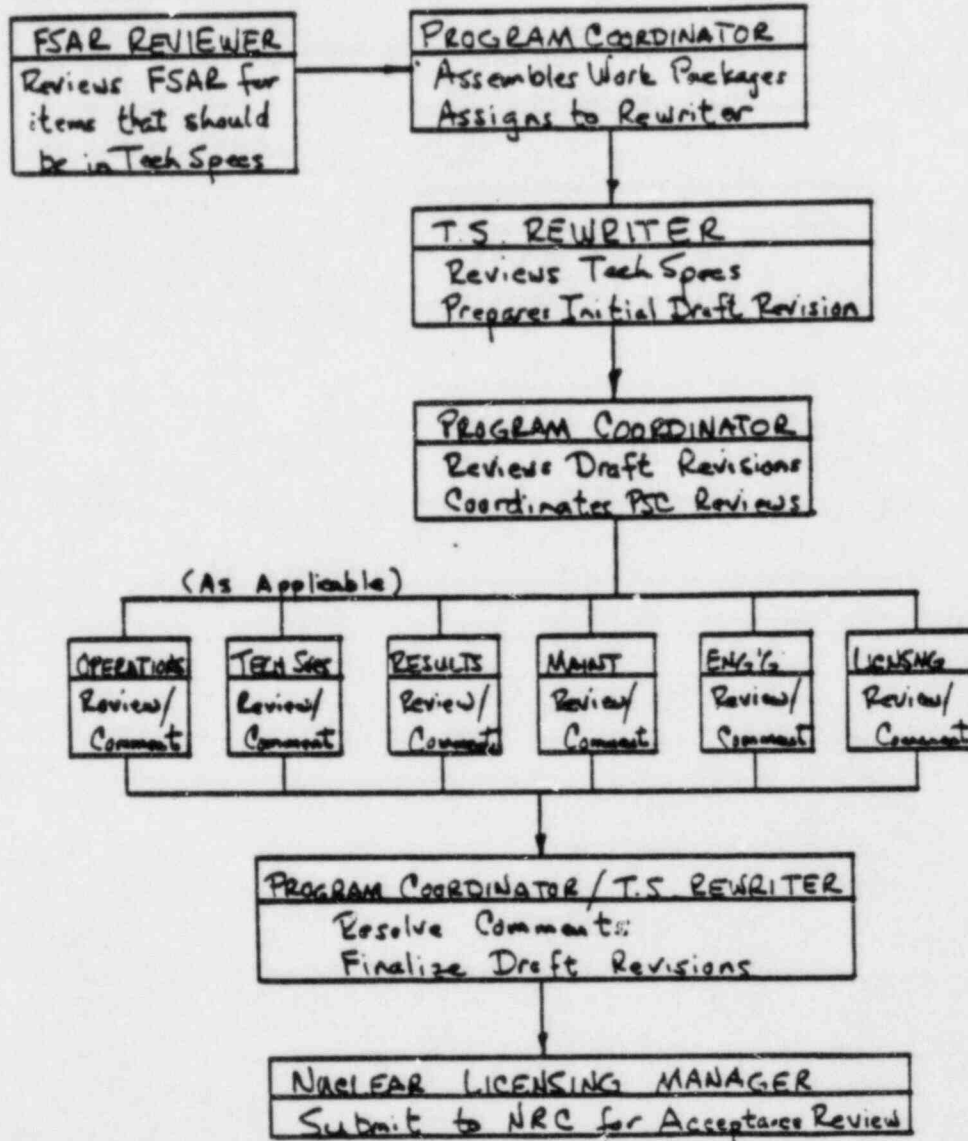 FSAR REVIEWER
Reviews FSAR for
items that should
be in Tech Specs
PROGRAM COORDINATOR
Assembles Work Packages
Assigns to Rewriter
T.S. REWRITER
Reviews Tech Specs
Prepares Initial Draft Revision
PROGRAM COORDINATOR
Reviews Draft Revisions
Coordinates PSC Reviews
(As Applicable)
OPERATIONS
Review/
Comment
TECH SPECS
Review/
Comment
RESULTS
Review/
Comment
MAINT
Review/
Comment
ENG'G
Review/
Comment
LICENSING
Review/
Comment
PROGRAM COORDINATOR / T.S. REWRITER
Resolve Comments
Finalize Draft Revisions
NUCLEAR LICENSING MANAGER
Submit to NRC for Acceptance Review